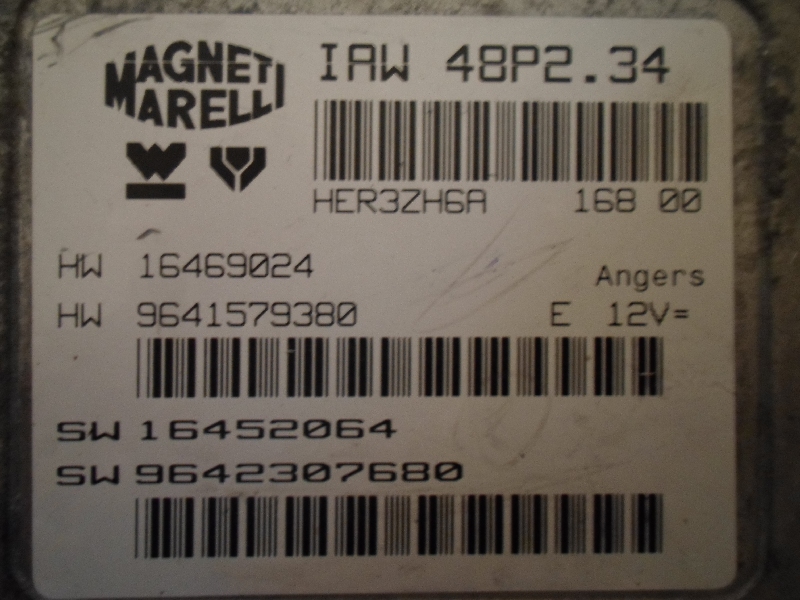 MAGNETI MARELLI
IAW 48P2.34
HER3ZH6A 168 00
HW 16469024
Angers
HW 9641579380 E 12V=
SW 16452064
SW 9642307680